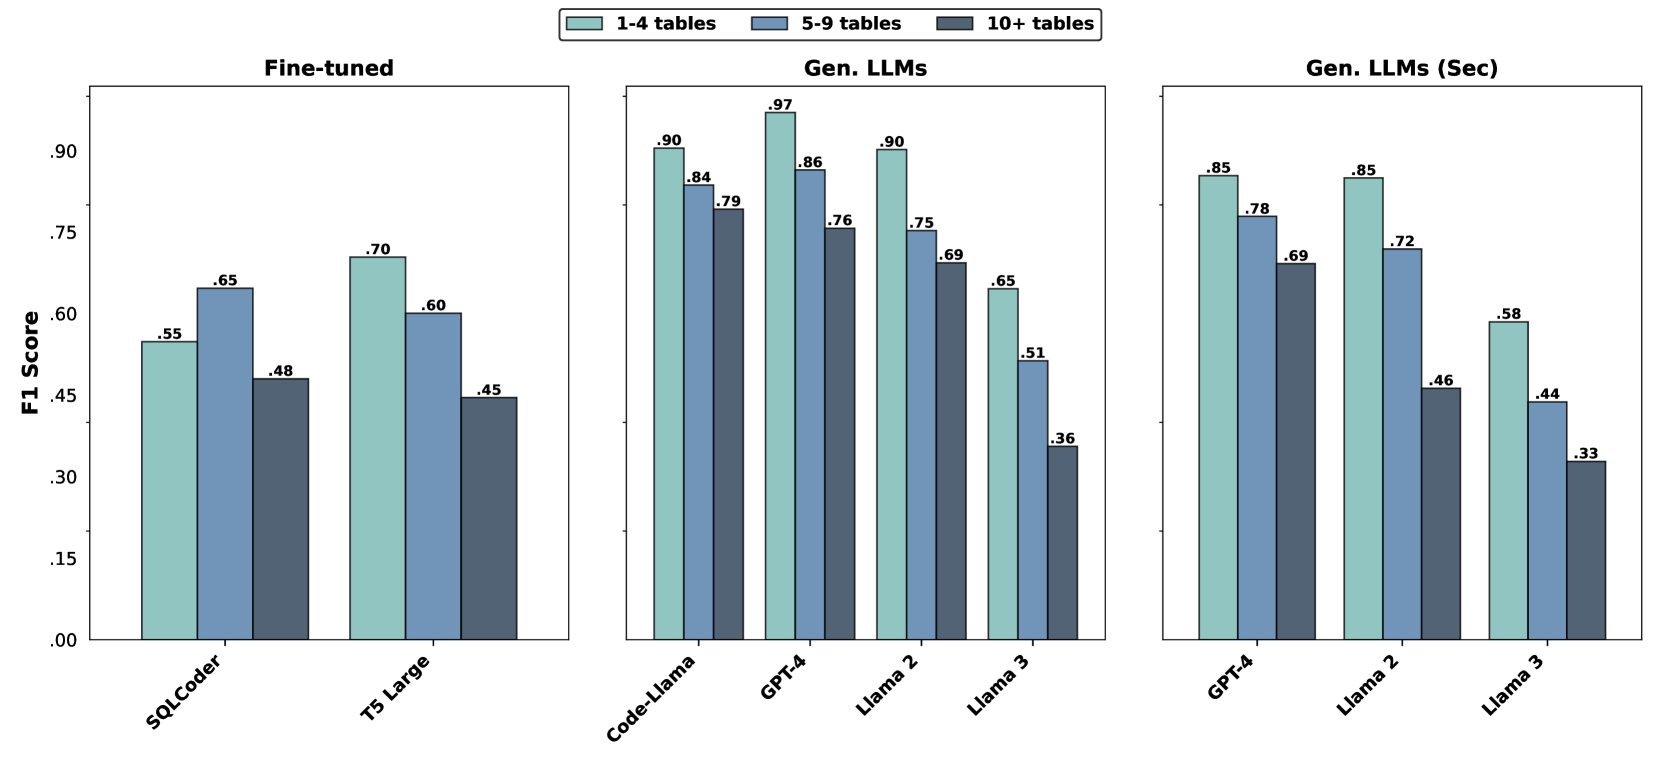 1-4 tables 5-9 tables 10+ tables
Fine-tuned
Gen. LLMs
Gen. LLMs (Sec)
F1 Score
.90
.75
.60
.45
.30
.15
.00
.55 .65 .48 .70 .60 .45
.90 .84 .79 .97 .86 .76 .90 .75 .69 .65 .51 .36
.85 .78 .69 .85 .72 .46 .58 .44 .33
SQLCoder T5 Large
Code-Llama GPT-4 Llama 2 Llama 3
GPT-4 Llama 2 Llama 3